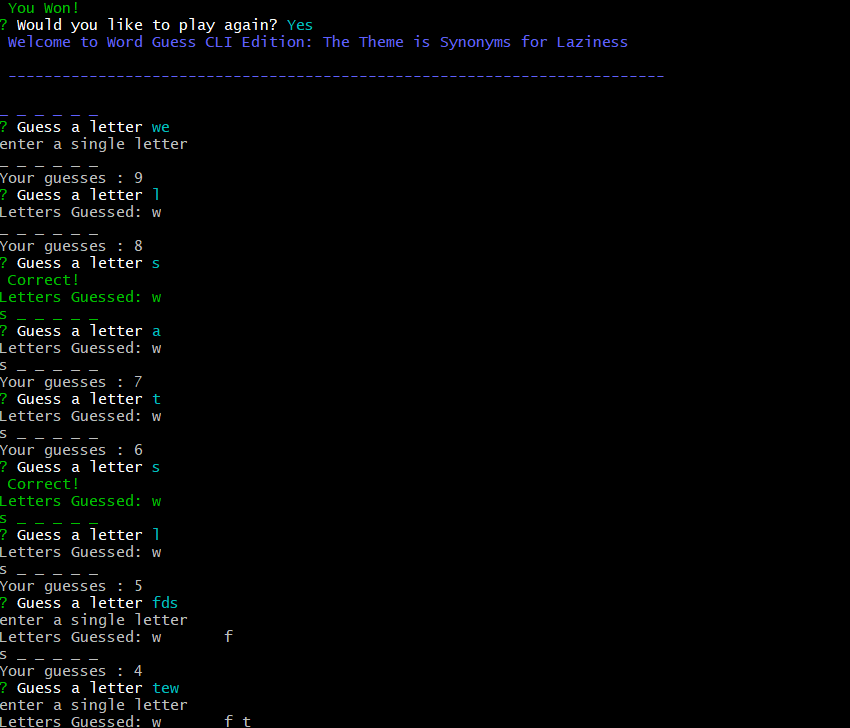 You Won!
? Would you like to play again? Yes
Welcome to Word Guess CLI Edition: The Theme is Synonyms for Laziness
-------------------------------------------------------------------------
_ _ _ _ _ _
? Guess a letter we
enter a single letter
_ _ _ _ _ _
Your guesses : 9
? Guess a letter l
Letters Guessed: w
_ _ _ _ _ _
Your guesses : 8
? Guess a letter s
Correct!
Letters Guessed: w
s _ _ _ _ _
? Guess a letter a
Letters Guessed: w
s _ _ _ _ _
Your guesses : 7
? Guess a letter t
Letters Guessed: w
s _ _ _ _ _
Your guesses : 6
? Guess a letter s
Correct!
Letters Guessed: w
s _ _ _ _ _
? Guess a letter l
Letters Guessed: w
s _ _ _ _ _
Your guesses : 5
? Guess a letter fds
enter a single letter
Letters Guessed: w       f
s _ _ _ _ _
Your guesses : 4
? Guess a letter tew
enter a single letter
Letters Guessed: w       f t